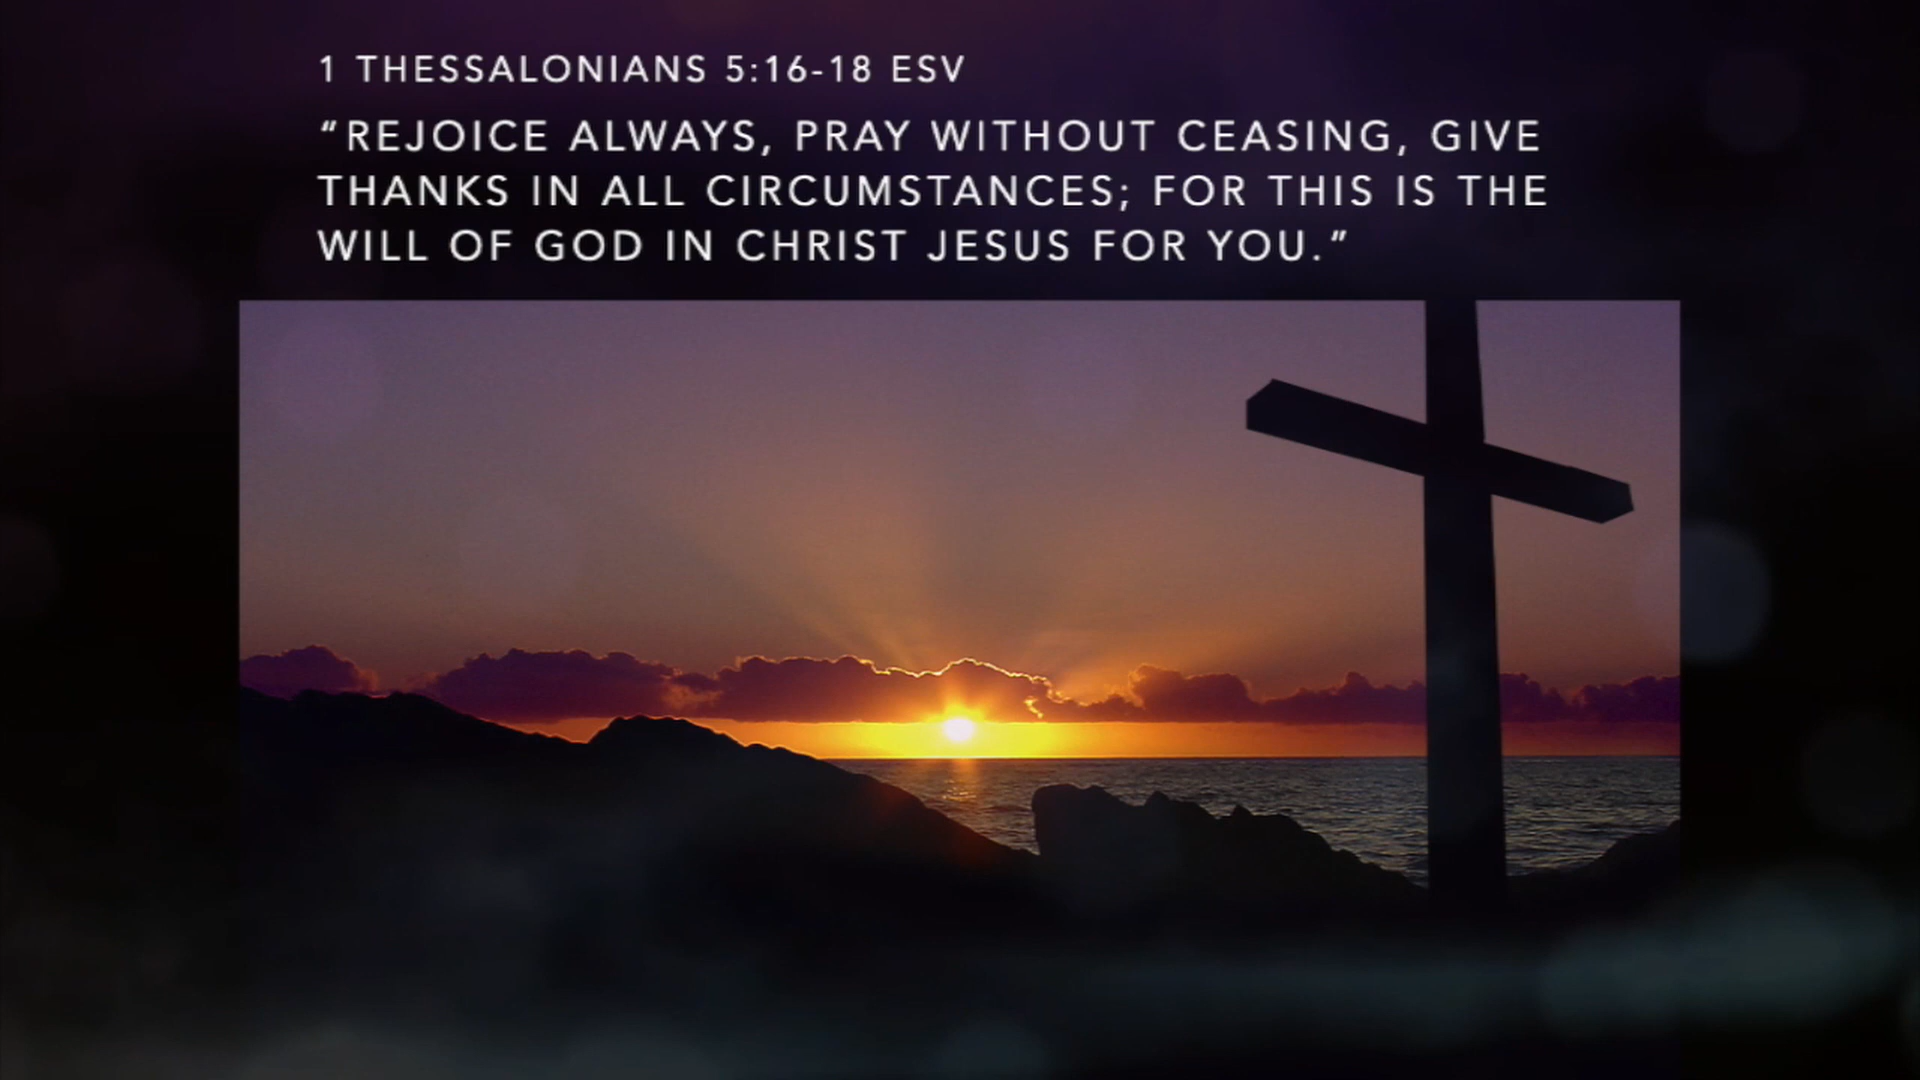 1 THESSALONIANS 5:16-18 ESV
“REJOICE ALWAYS, PRAY WITHOUT CEASING, GIVE
THANKS IN ALL CIRCUMSTANCES; FOR THIS IS THE
WILL OF GOD IN CHRIST JESUS FOR YOU.”